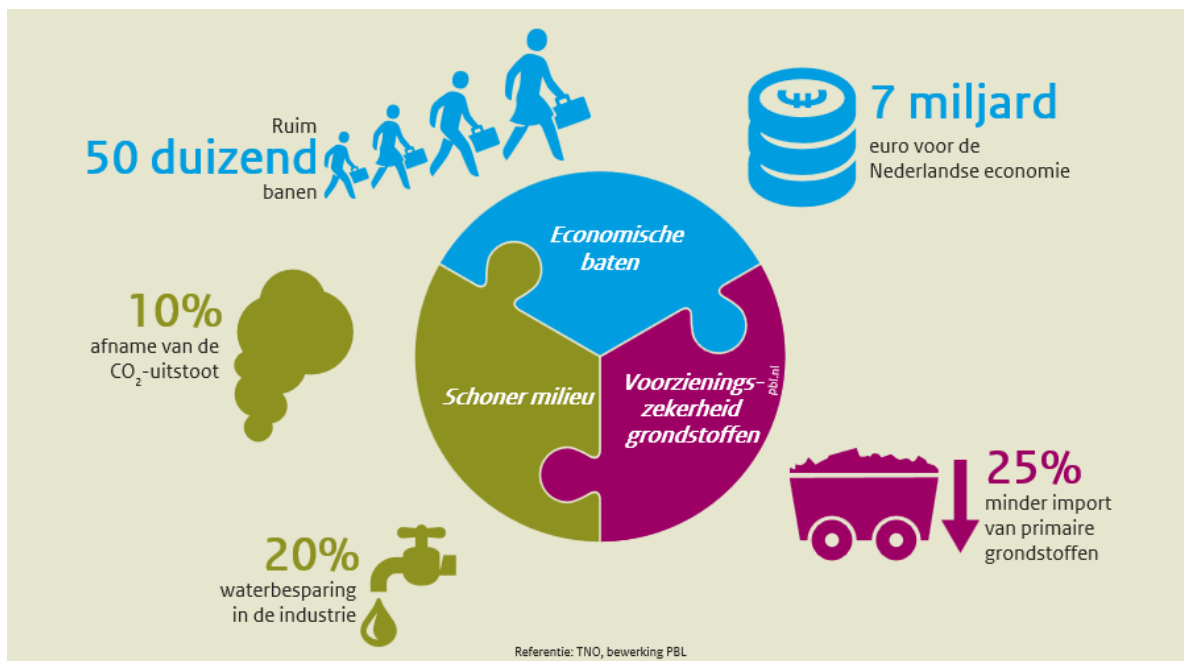 Ruim
50 duizend
banen
7 miljard
euro voor de
Nederlandse economie
Economische
baten
10%
afname van de
CO₂-uitstoot
Schoner milieu
Voorzienings-
zekerheid
grondstoffen
pbl.nl
25%
minder import
van primaire
grondstoffen
20%
waterbesparing
in de industrie
Referentie: TNO, bewerking PBL